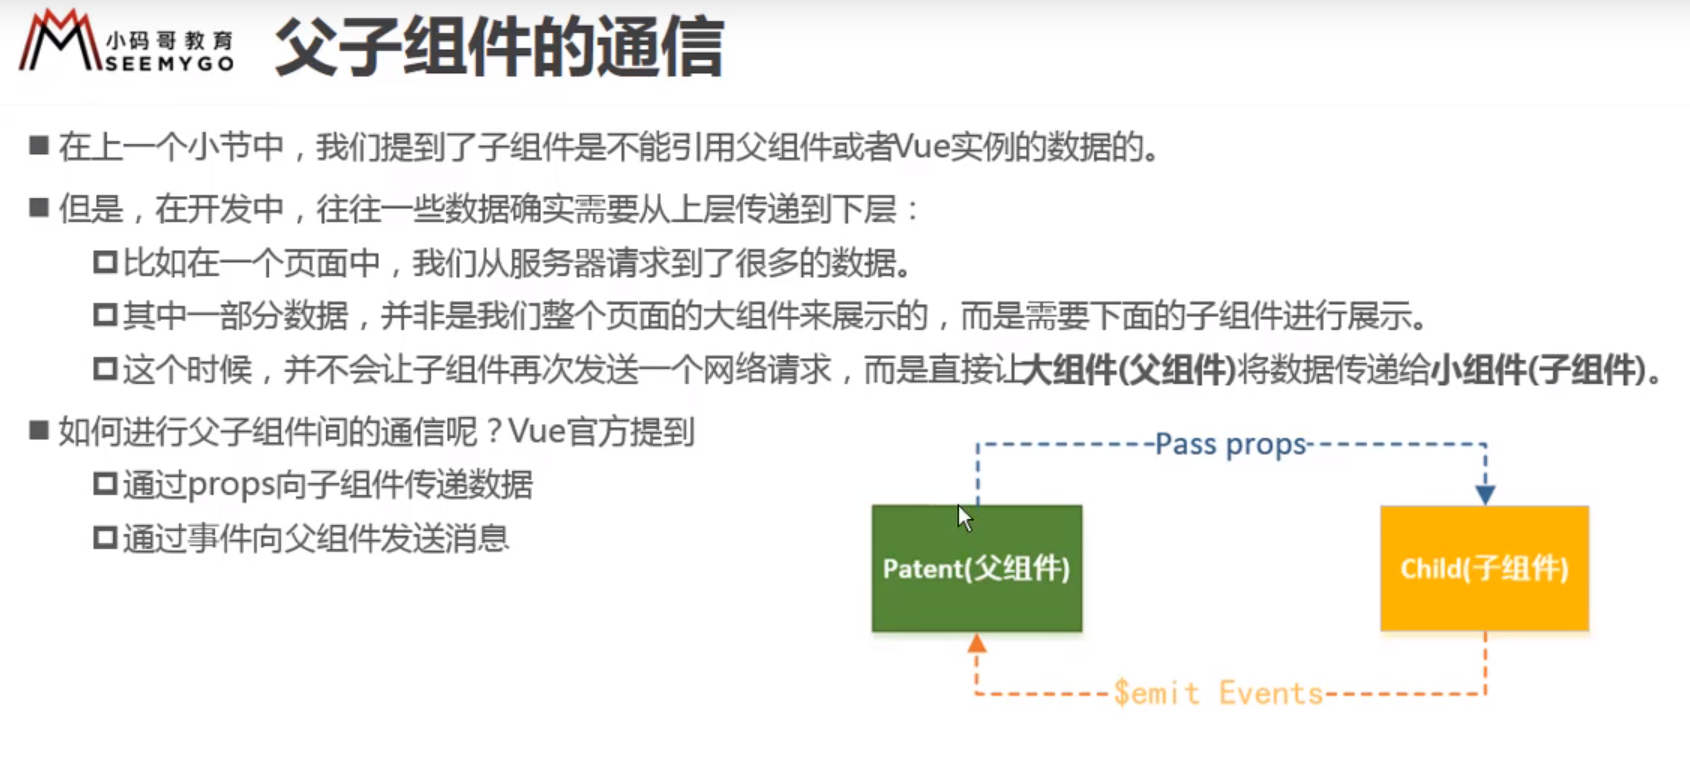 小码哥教育
SEEMYGO
父子组件的通信
在上一个小节中，我们提到了子组件是不能引用父组件或者Vue实例的数据的。
但是，在开发中，往往一些数据确实需要从上层传递到下层：
比如在一个页面中，我们从服务器请求到了很多的数据。
其中一部分数据，并非是我们整个页面的大组件来展示的，而是需要下面的子组件进行展示。
这个时候，并不会让子组件再次发送一个网络请求，而是直接让大组件(父组件)将数据传递给小组件(子组件)。
如何进行父子组件间的通信呢？Vue官方提到
通过props向子组件传递数据
通过事件向父组件发送消息
Pass props
Patent(父组件)
Child(子组件)
$emit Events